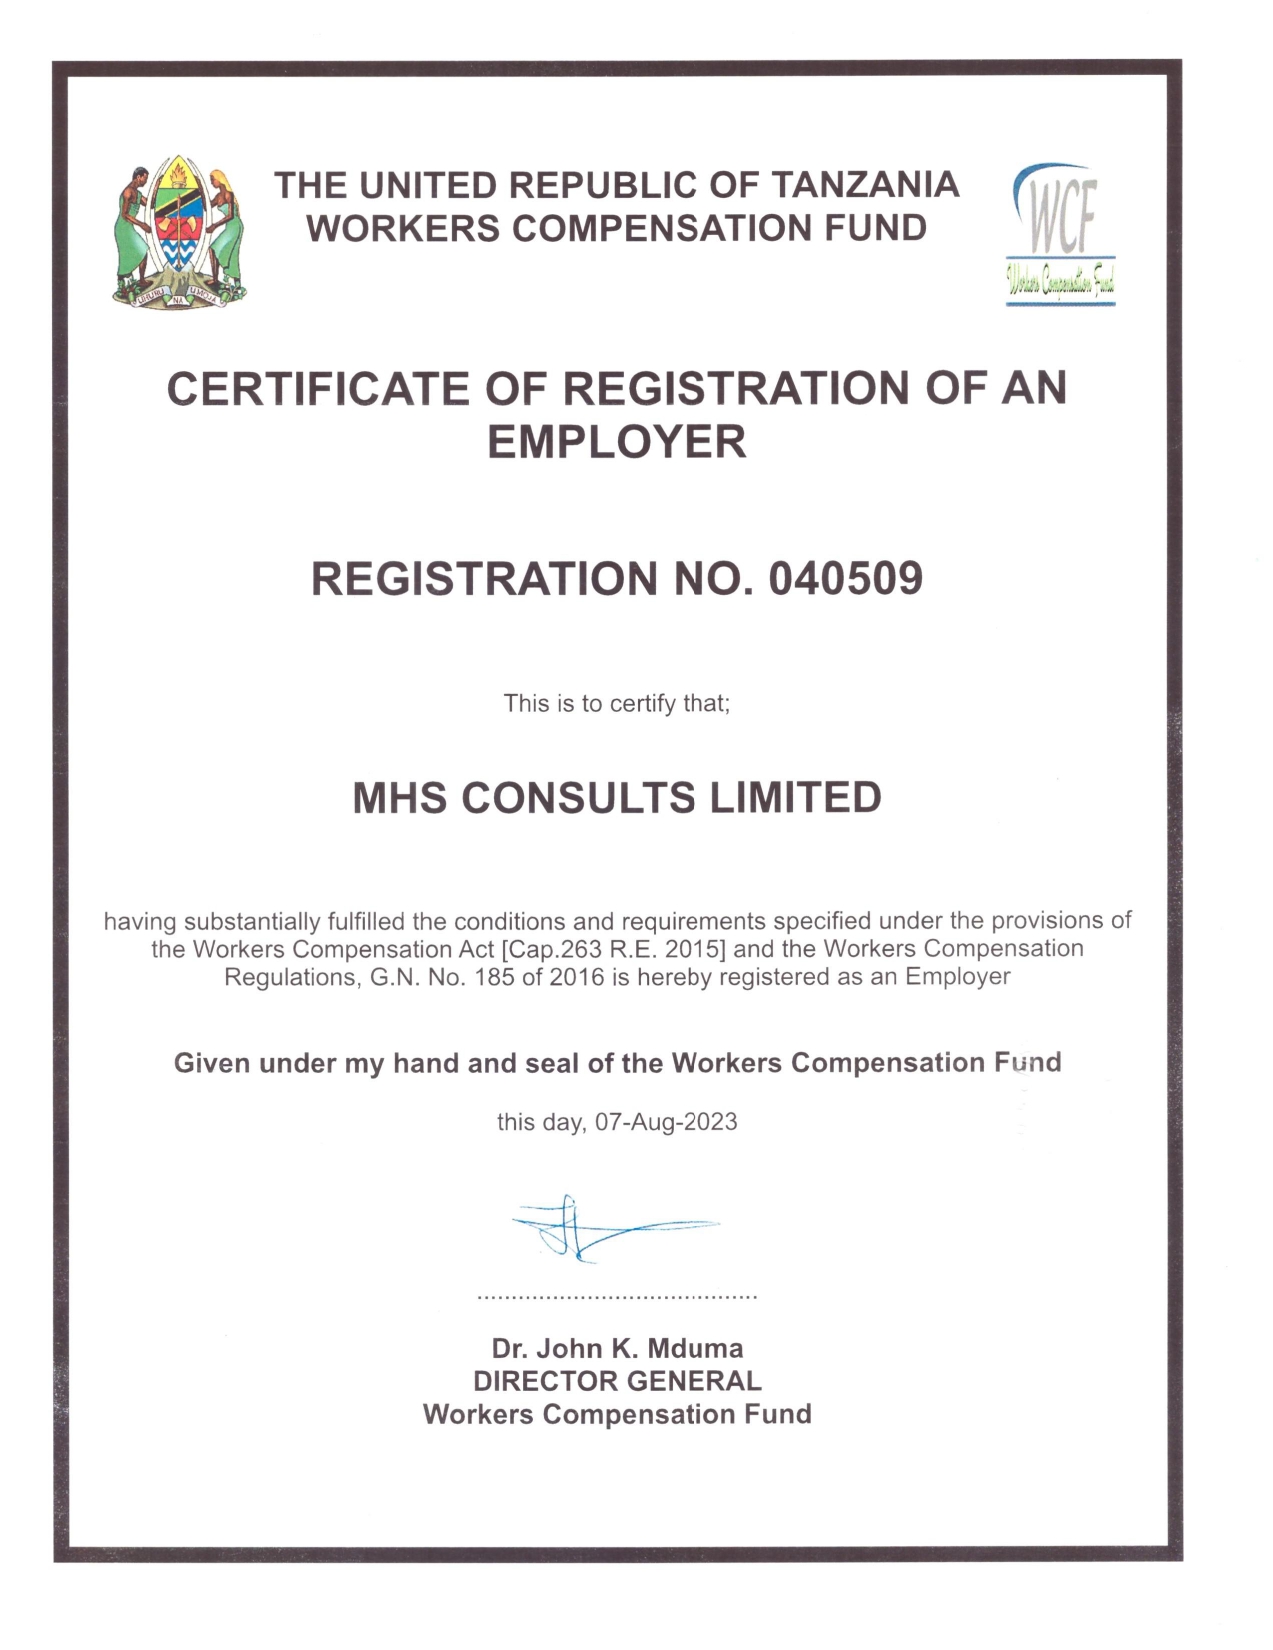 THE UNITED REPUBLIC OF TANZANIA
WORKERS COMPENSATION FUND
UHURU NA UMOJA
WCF
Workers Compensation Fund
CERTIFICATE OF REGISTRATION OF AN
EMPLOYER
REGISTRATION NO. 040509
This is to certify that;
MHS CONSULTS LIMITED
having substantially fulfilled the conditions and requirements specified under the provisions of
the Workers Compensation Act [Cap.263 R.E. 2015] and the Workers Compensation
Regulations, G.N. No. 185 of 2016 is hereby registered as an Employer
Given under my hand and seal of the Workers Compensation Fund
this day, 07-Aug-2023
.........................................
Dr. John K. Mduma
DIRECTOR GENERAL
Workers Compensation Fund